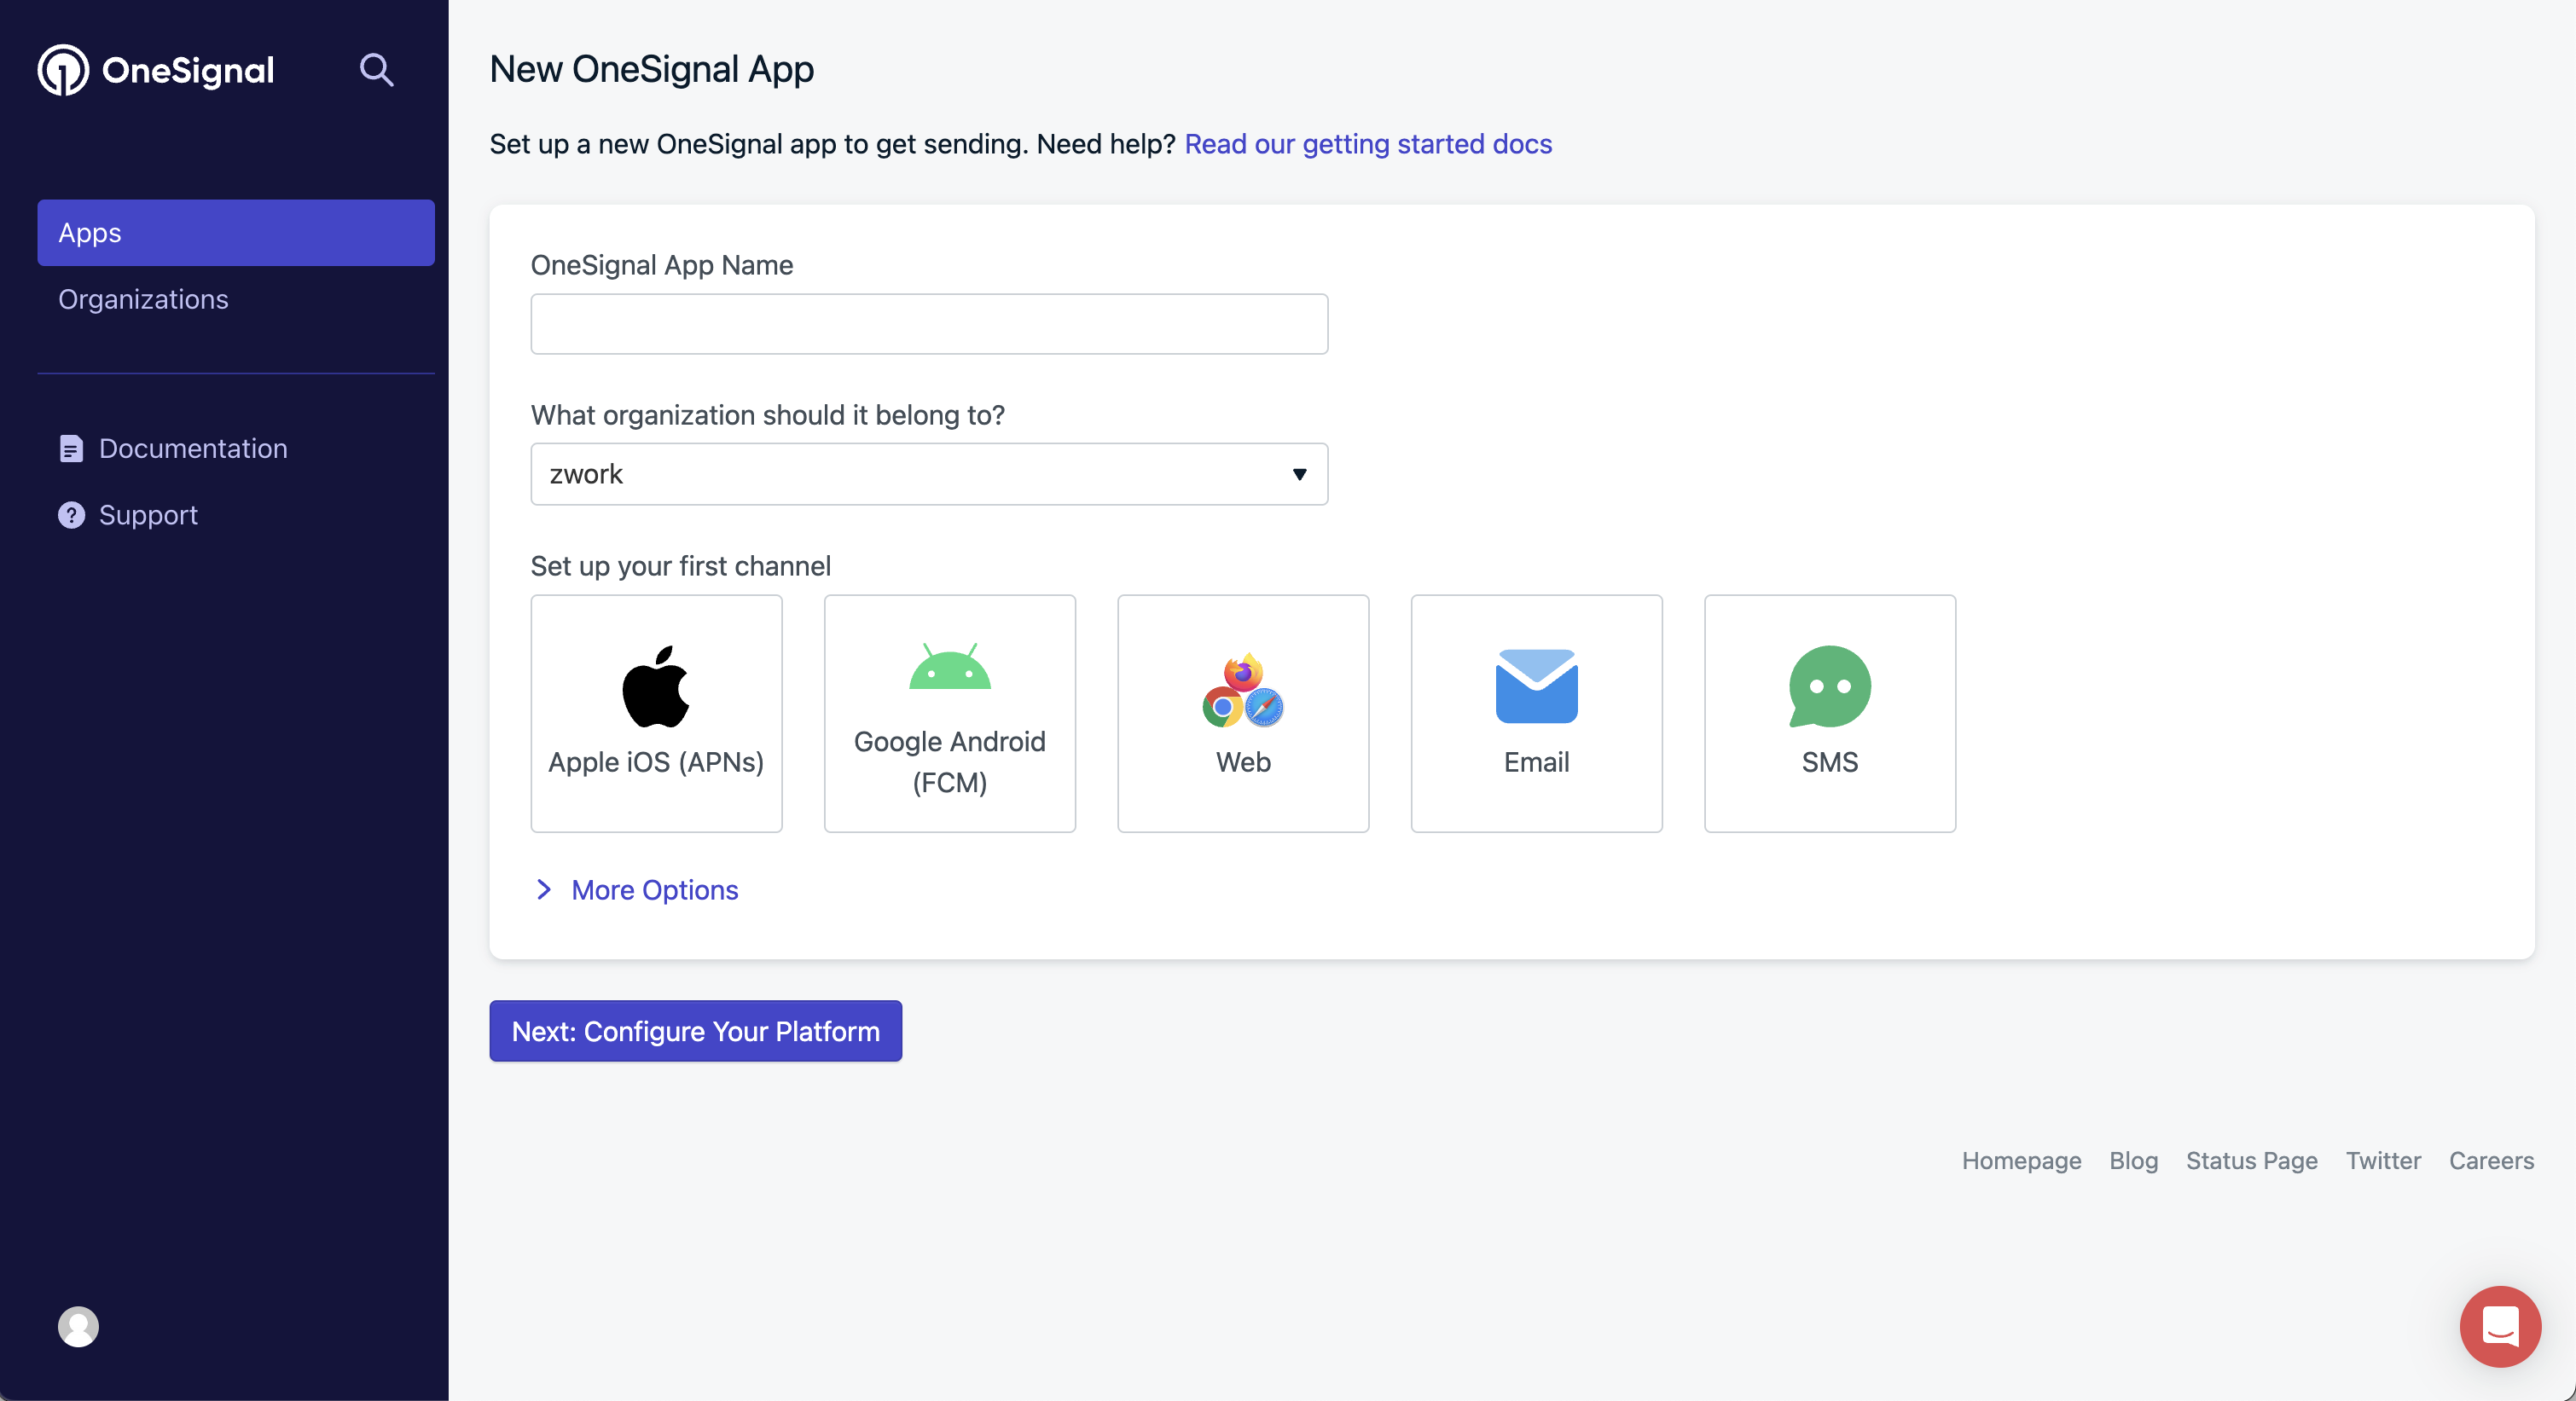 OneSignal
Apps
Organizations
Documentation
Support
New OneSignal App
Set up a new OneSignal app to get sending. Need help? Read our getting started docs
OneSignal App Name
What organization should it belong to?
zwork
Set up your first channel
Apple iOS (APNs)
Google Android
(FCM)
Web
Email
SMS
More Options
Next: Configure Your Platform
Homepage Blog Status Page Twitter Careers